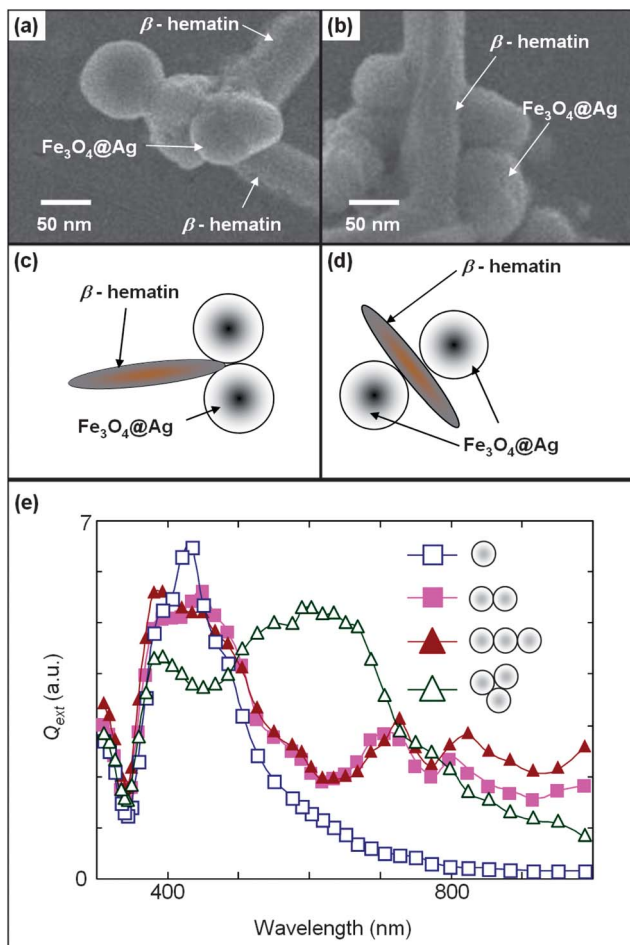 (a)
β - hematin
Fe3O4@Ag
50 nm
β - hematin
(b)
β - hematin
Fe3O4@Ag
50 nm
(c)
β - hematin
Fe3O4@Ag
(d)
β - hematin
Fe3O4@Ag
(e)
7
Qext (a.u.)
0
400
800
Wavelength (nm)